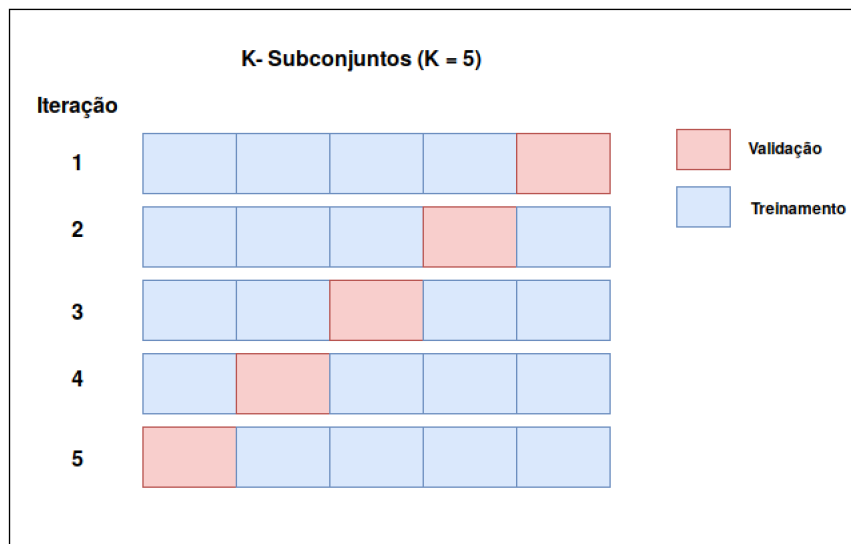 K- Subconjuntos (K = 5)
Iteração
1
2
3
4
5
Validação
Treinamento